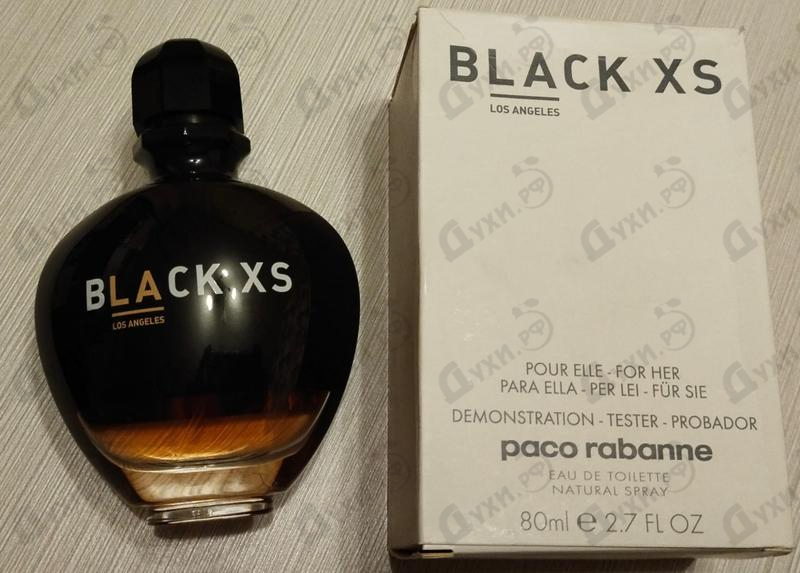 BLACK XS
LOS ANGELES
BLACK XS
LOS ANGELES
POUR ELLE - FOR HER
PARA ELLA - PER LEI - FÜR SIE
DEMONSTRATION - TESTER - PROBADOR
paco rabanne
EAU DE TOILETTE
NATURAL SPRAY
80ml ℮ 2.7 FL OZ
Духи.РФ